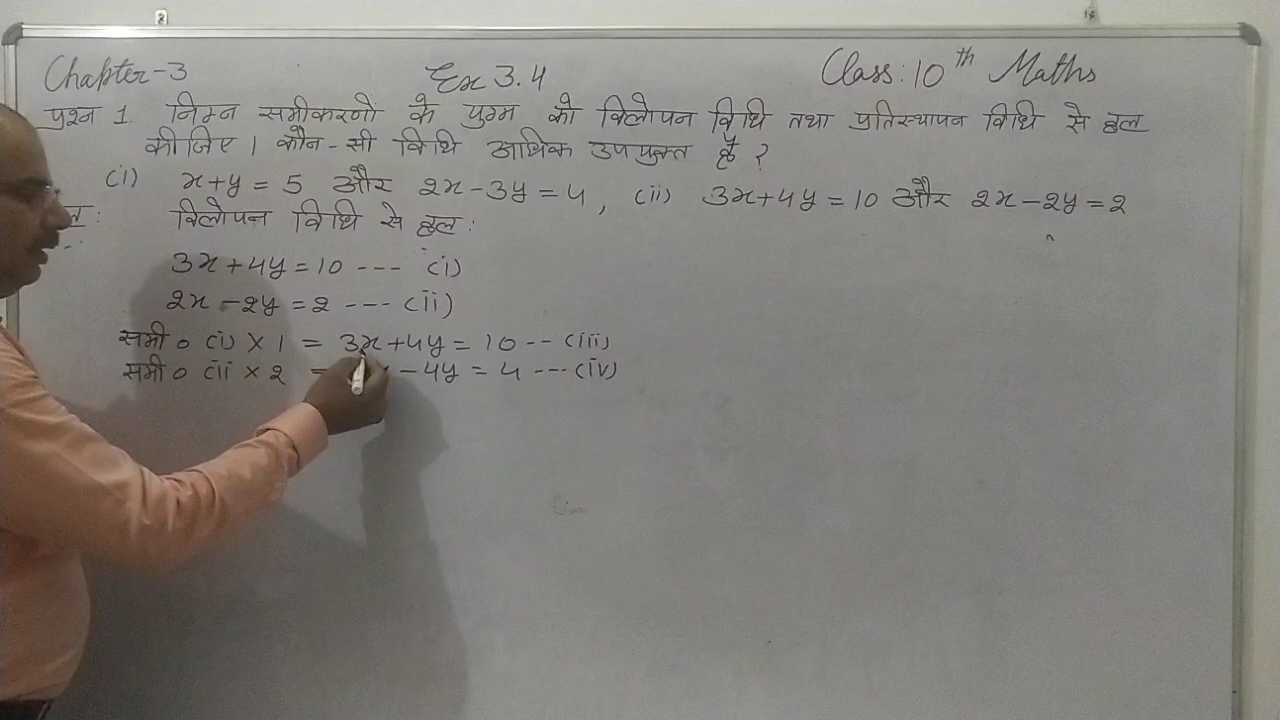 Chapter-3 Ex 3.4 Class: 10th Maths
प्रश्न 1. निम्न समीकरणों के युग्म को विलोपन विधि तथा प्रतिस्थापन विधि से हल
कीजिए। कौन-सी विधि अधिक उपयुक्त है?
(i) x+y=5 और 2x-3y=4, (ii) 3x+4y=10 और 2x-2y=2
विलोपन विधि से हल:
3x+4y=10 --- (i)
2x-2y=2 --- (ii)
समी० (i) × 1 = 3x+4y=10 -- (iii)
समी० (ii × 2 = -4y=4 --- (iv)